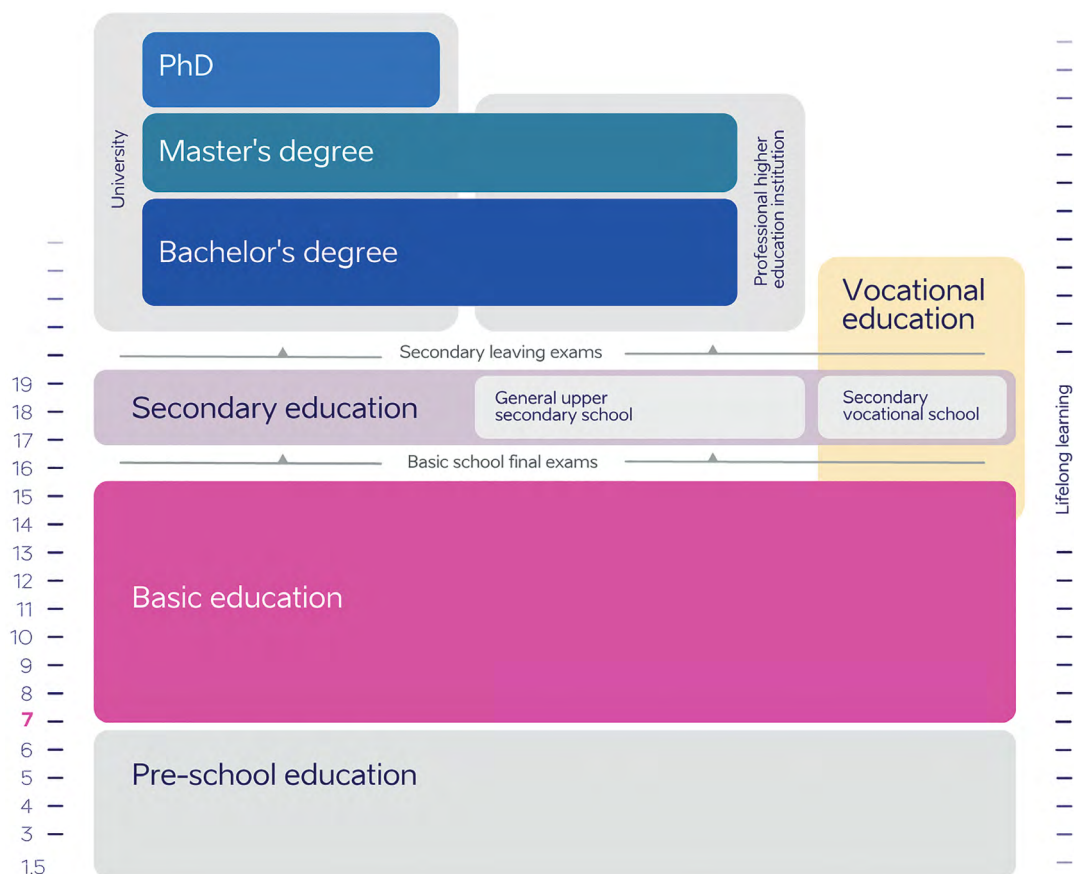 PhD
Master's degree
Bachelor's degree
University
Professional higher
education institution
Vocational
education
Secondary leaving exams
Secondary education
General upper
secondary school
Secondary
vocational school
Basic school final exams
Basic education
Pre-school education
19
18
17
16
15
14
13
12
11
10
9
8
7
6
5
4
3
1.5
Lifelong learning